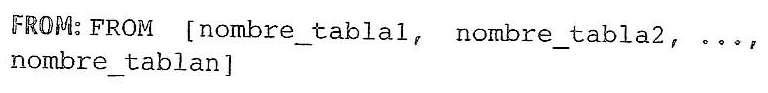 FROM: FROM [nombre_tabla1, nombre_tabla2, ...,
nombre_tablan]